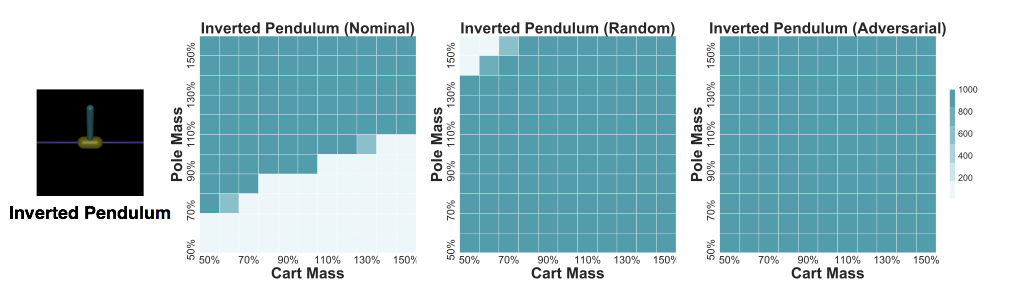 Inverted Pendulum
Inverted Pendulum (Nominal)
Pole Mass
150%
130%
110%
90%
70%
50%
50% 70% 90% 110% 130% 150%
Cart Mass
Inverted Pendulum (Random)
Pole Mass
150%
130%
110%
90%
70%
50%
50% 70% 90% 110% 130% 150%
Cart Mass
Inverted Pendulum (Adversarial)
Pole Mass
150%
130%
110%
90%
70%
50%
50% 70% 90% 110% 130% 150%
Cart Mass
1000
800
600
400
200